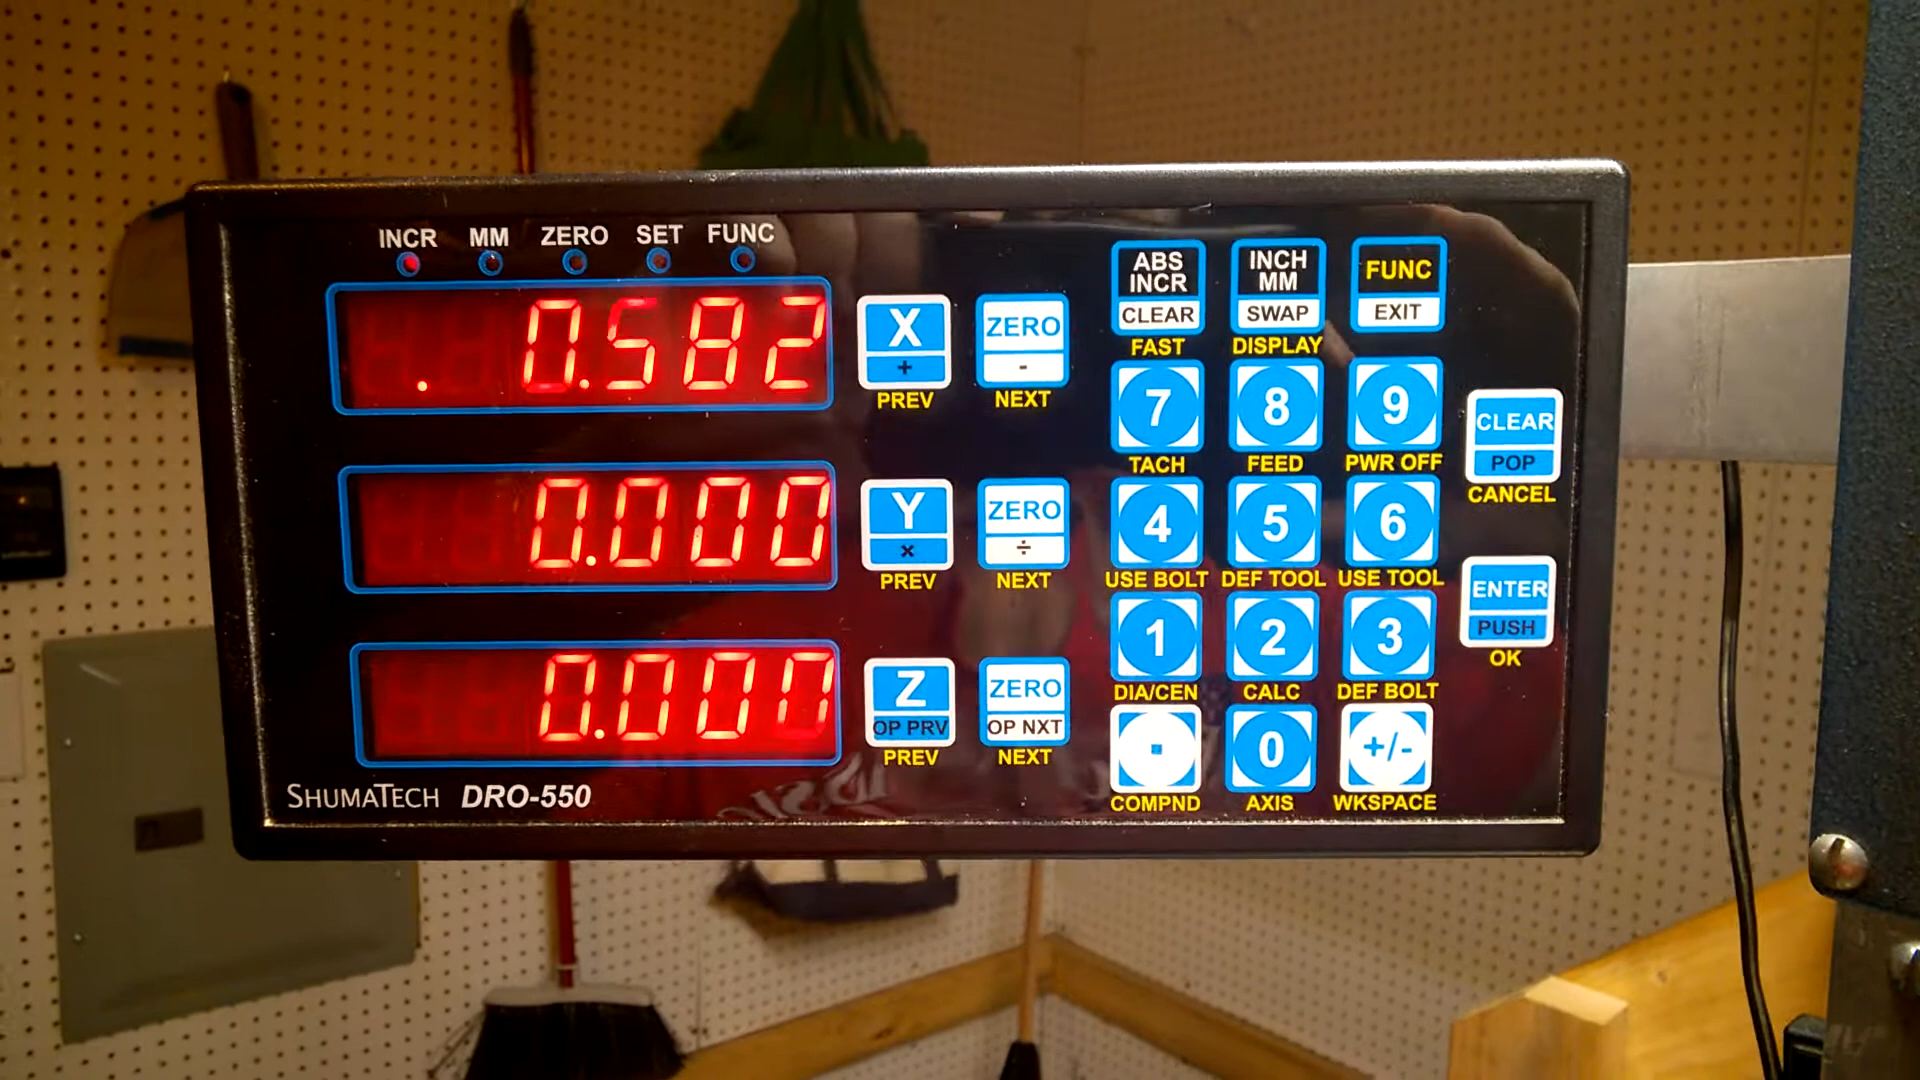 INCR MM ZERO SET FUNC
. 0.582
0.000
0.000
SHUMATECH DRO-550
X
+
PREV
ZERO
-
NEXT
Y
×
PREV
ZERO
÷
NEXT
Z
OP PRV
PREV
ZERO
OP NXT
NEXT
ABS
INCR
CLEAR
FAST
INCH
MM
SWAP
DISPLAY
FUNC
EXIT
7 8 9
TACH FEED PWR OFF
4 5 6
USE BOLT DEF TOOL USE TOOL
1 2 3
DIA/CEN CALC DEF BOLT
. 0 +/-
COMPND AXIS WKSPACE
CLEAR
POP
CANCEL
ENTER
PUSH
OK